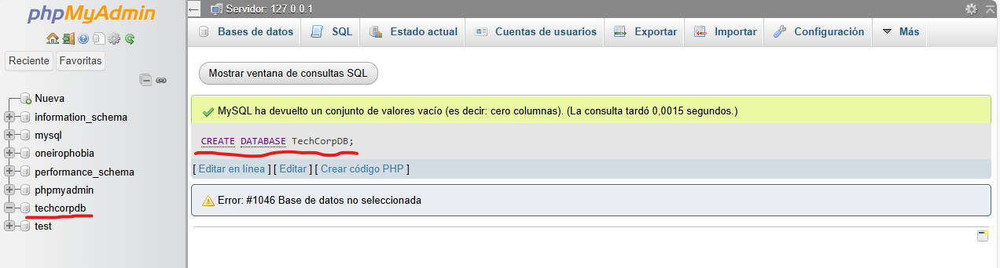 phpMyAdmin
Reciente Favoritas
Nueva
information_schema
mysql
oneirophobia
performance_schema
phpmyadmin
techcorpdb
test
Servidor: 127.0.0.1
Bases de datos SQL Estado actual Cuentas de usuarios Exportar Importar Configuración Más
Mostrar ventana de consultas SQL
MySQL ha devuelto un conjunto de valores vacío (es decir: cero columnas). (La consulta tardó 0,0015 segundos.)
CREATE DATABASE TechCorpDB;
[ Editar en línea ] [ Editar ] [ Crear código PHP ]
Error: #1046 Base de datos no seleccionada